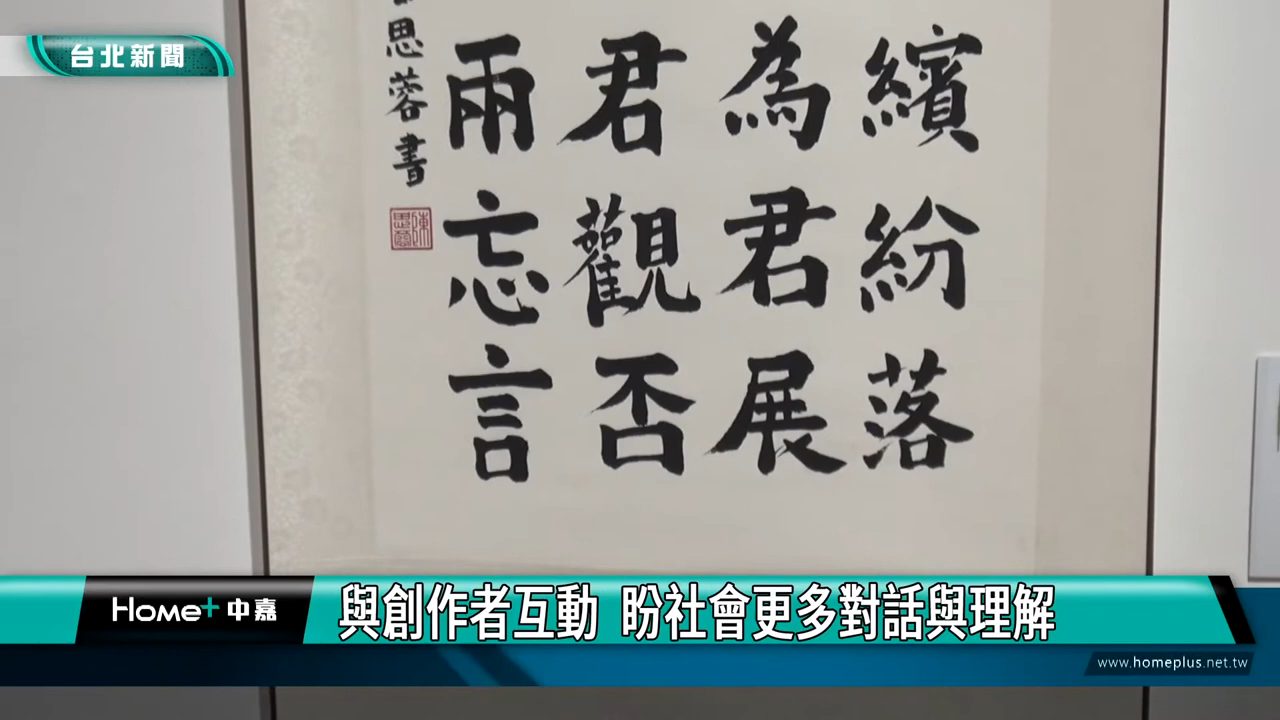 台北新聞
繽紛落
為君展
君觀否
兩忘言
思蓉書
Home+中嘉
與創作者互動 盼社會更多對話與理解
www.homeplus.net.tw